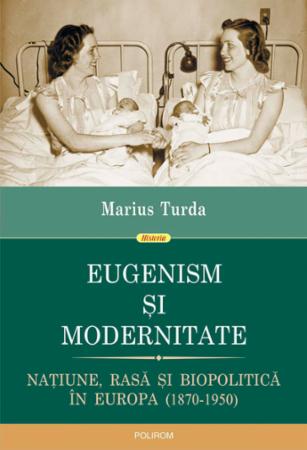 Marius Turda
Historia
EUGENISM
ȘI
MODERNITATE
NAȚIUNE, RASĂ ȘI BIOPOLITICĂ
ÎN EUROPA (1870-1950)
POLIROM